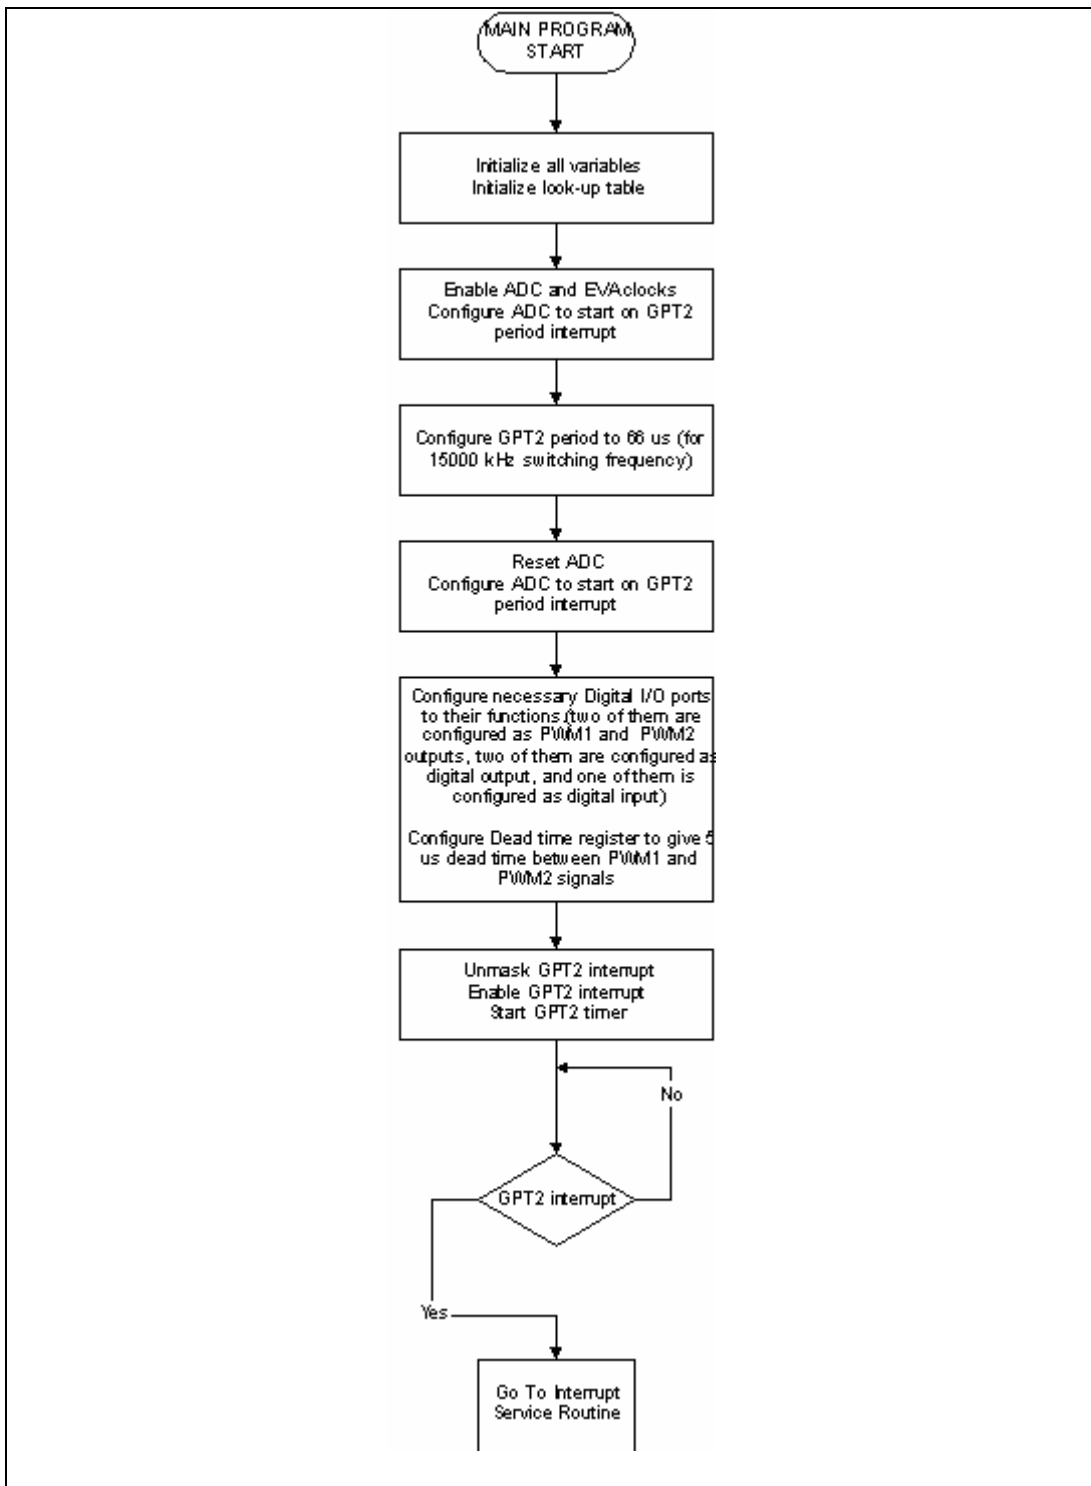 MAIN PROGRAM
START
Initialize all variables
Initialize look-up table
Enable ADC and EVAclocks
Configure ADC to start on GPT2
period interrupt
Configure GPT2 period to 66 us (for
15000 kHz switching frequency)
Reset ADC
Configure ADC to start on GPT2
period interrupt
Configure necessary Digital I/O ports
to their functions (two of them are
configured as PWM1 and PWM2
outputs, two of them are configured as
digital output, and one of them is
configured as digital input)
Configure Dead time register to give 5
us dead time between PWM1 and
PWM2 signals
Unmask GPT2 interrupt
Enable GPT2 interrupt
Start GPT2 timer
No
GPT2 interrupt
Yes
Go To Interrupt
Service Routine